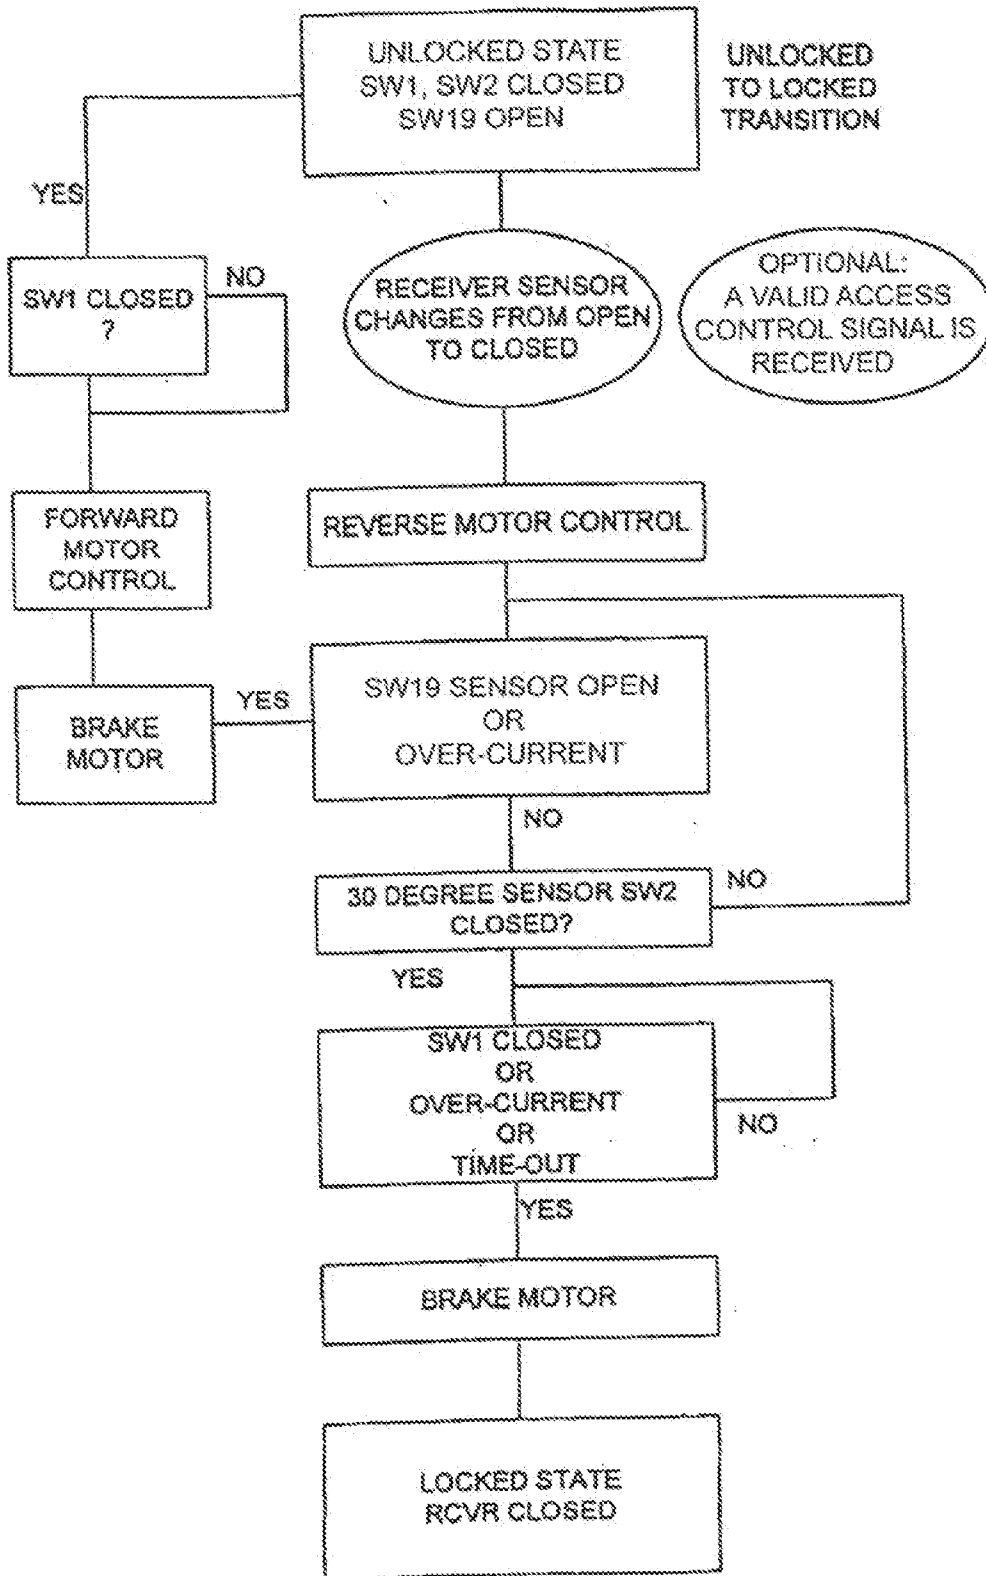 UNLOCKED STATE
SW1, SW2 CLOSED
SW19 OPEN
UNLOCKED
TO LOCKED
TRANSITION
YES
SW1 CLOSED
?
NO
RECEIVER SENSOR
CHANGES FROM OPEN
TO CLOSED
OPTIONAL:
A VALID ACCESS
CONTROL SIGNAL IS
RECEIVED
FORWARD
MOTOR
CONTROL
REVERSE MOTOR CONTROL
BRAKE
MOTOR
YES
SW19 SENSOR OPEN
OR
OVER-CURRENT
NO
30 DEGREE SENSOR SW2
CLOSED?
NO
YES
SW1 CLOSED
OR
OVER-CURRENT
OR
TIME-OUT
NO
YES
BRAKE MOTOR
LOCKED STATE
RCVR CLOSED